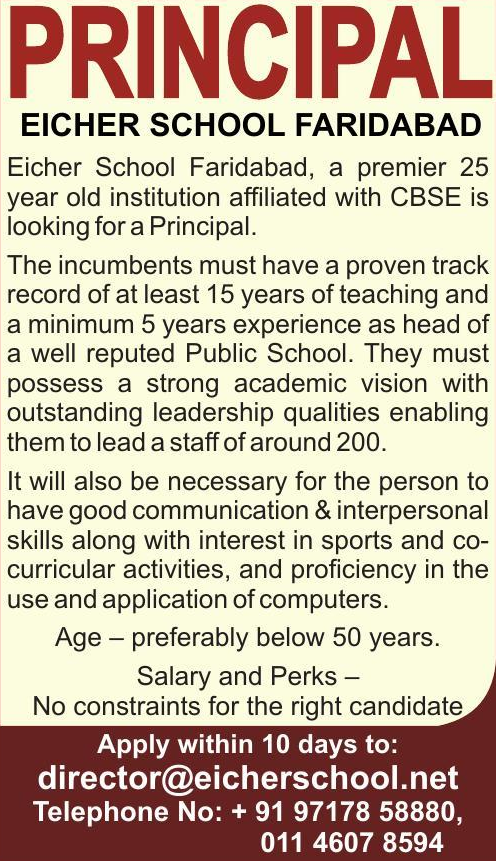 PRINCIPAL
EICHER SCHOOL FARIDABAD
Eicher School Faridabad, a premier 25
year old institution affiliated with CBSE is
looking for a Principal.
The incumbents must have a proven track
record of at least 15 years of teaching and
a minimum 5 years experience as head of
a well reputed Public School. They must
possess a strong academic vision with
outstanding leadership qualities enabling
them to lead a staff of around 200.
It will also be necessary for the person to
have good communication & interpersonal
skills along with interest in sports and co-
curricular activities, and proficiency in the
use and application of computers.
Age – preferably below 50 years.
Salary and Perks –
No constraints for the right candidate
Apply within 10 days to:
director@eicherschool.net
Telephone No: + 91 97178 58880,
011 4607 8594